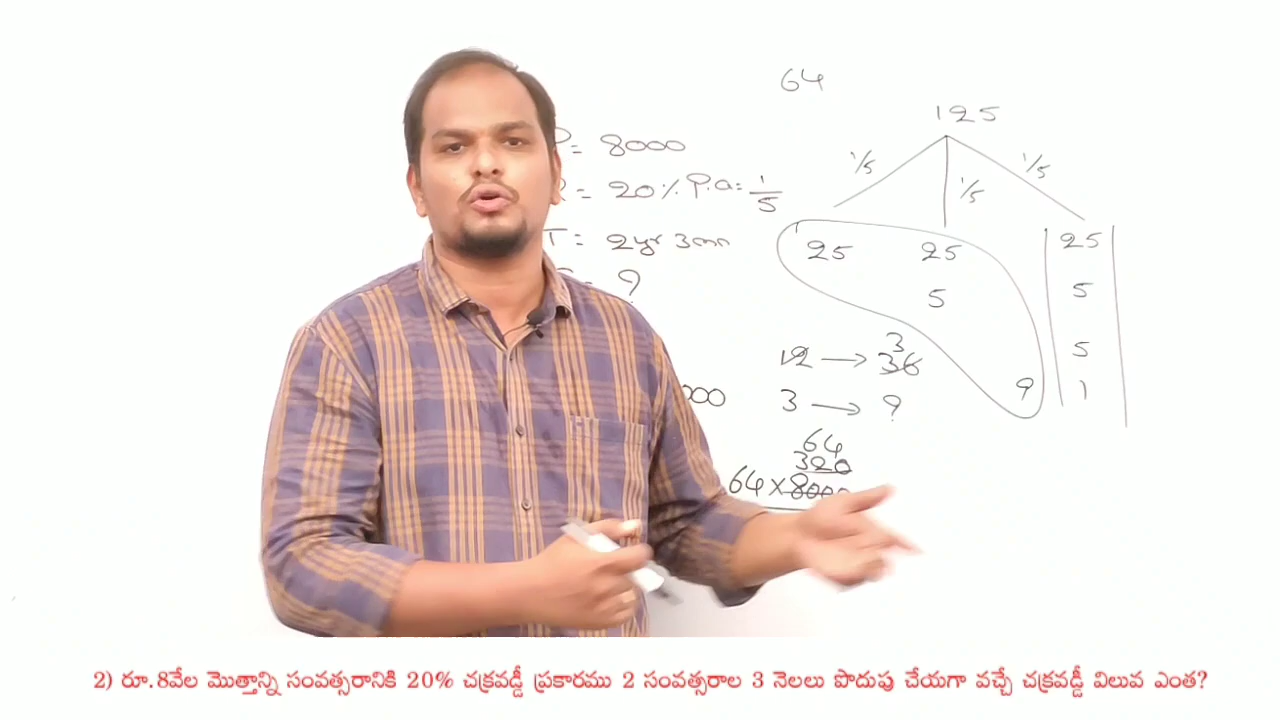 64
125
1/5 1/5 1/5
= 8000
= 20% P.a = 1/5
T = 2yr 3mn
?
25 25 25
5 5
5
9 1
12 → 36
3
3 → ?
64
320
64 × 8000
2) రూ.8వేల మొత్తాన్ని సంవత్సరానికి 20% చక్రవడ్డీ ప్రకారము 2 సంవత్సరాల 3 నెలలు పొదుపు చేయగా వచ్చే చక్రవడ్డీ విలువ ఎంత?